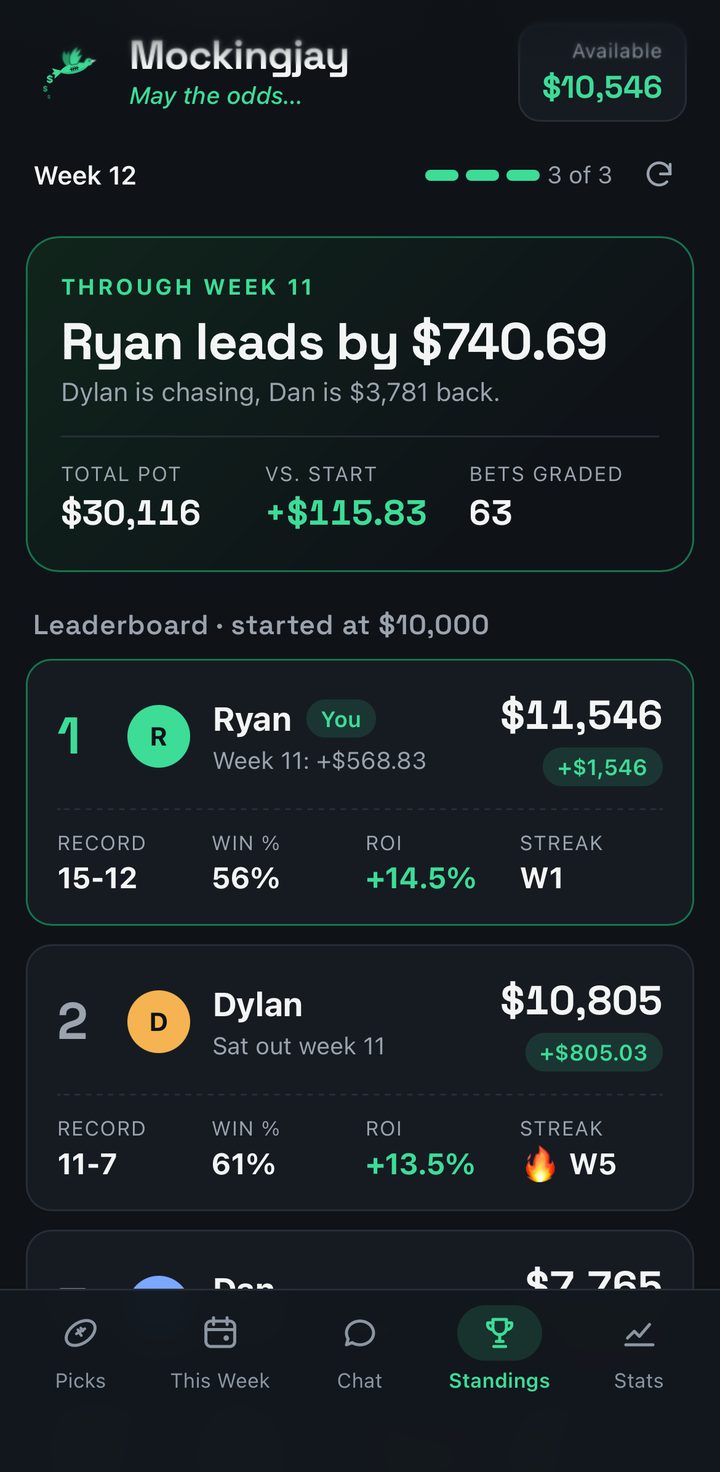 Mockingjay
May the odds...
Available
$10,546
Week 12
3 of 3
THROUGH WEEK 11
Ryan leads by $740.69
Dylan is chasing, Dan is $3,781 back.
TOTAL POT VS. START BETS GRADED
$30,116 +$115.83 63
Leaderboard · started at $10,000
1 R Ryan You $11,546
Week 11: +$568.83 +$1,546
RECORD WIN % ROI STREAK
15-12 56% +14.5% W1
2 D Dylan $10,805
Sat out week 11 +$805.03
RECORD WIN % ROI STREAK
11-7 61% +13.5% 🔥 W5
Dan $7,765
Picks This Week Chat Standings Stats